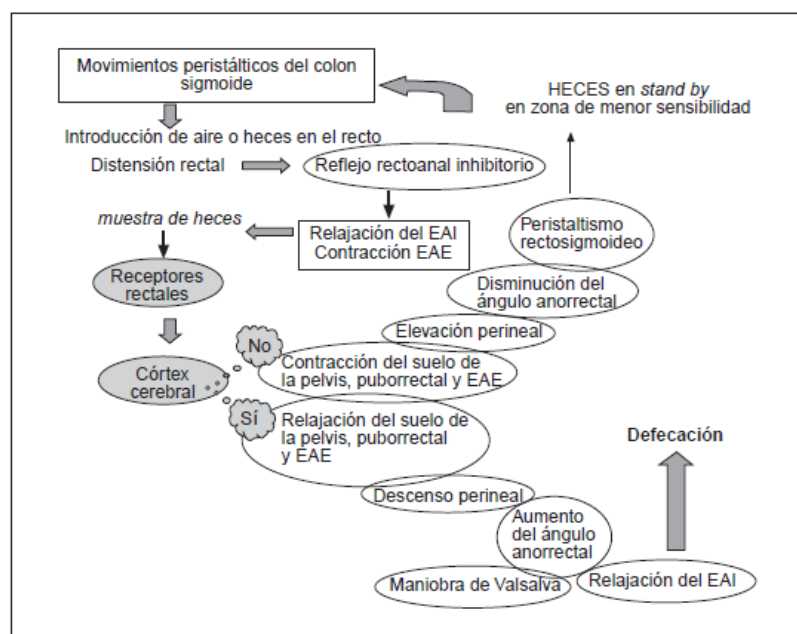 Movimientos peristálticos del colon
sigmoide
HECES en stand by
en zona de menor sensibilidad
Introducción de aire o heces en el recto
Distensión rectal
Reflejo rectoanal inhibitorio
muestra de heces
Relajación del EAI
Contracción EAE
Peristaltismo
rectosigmoideo
Receptores
rectales
Disminución del
ángulo anorrectal
Elevación perineal
No
Contracción del suelo de
la pelvis, puborrectal y EAE
Córtex
cerebral
Sí
Relajación del suelo de
la pelvis, puborrectal
y EAE
Defecación
Descenso perineal
Aumento
del ángulo
anorrectal
Maniobra de Valsalva
Relajación del EAI